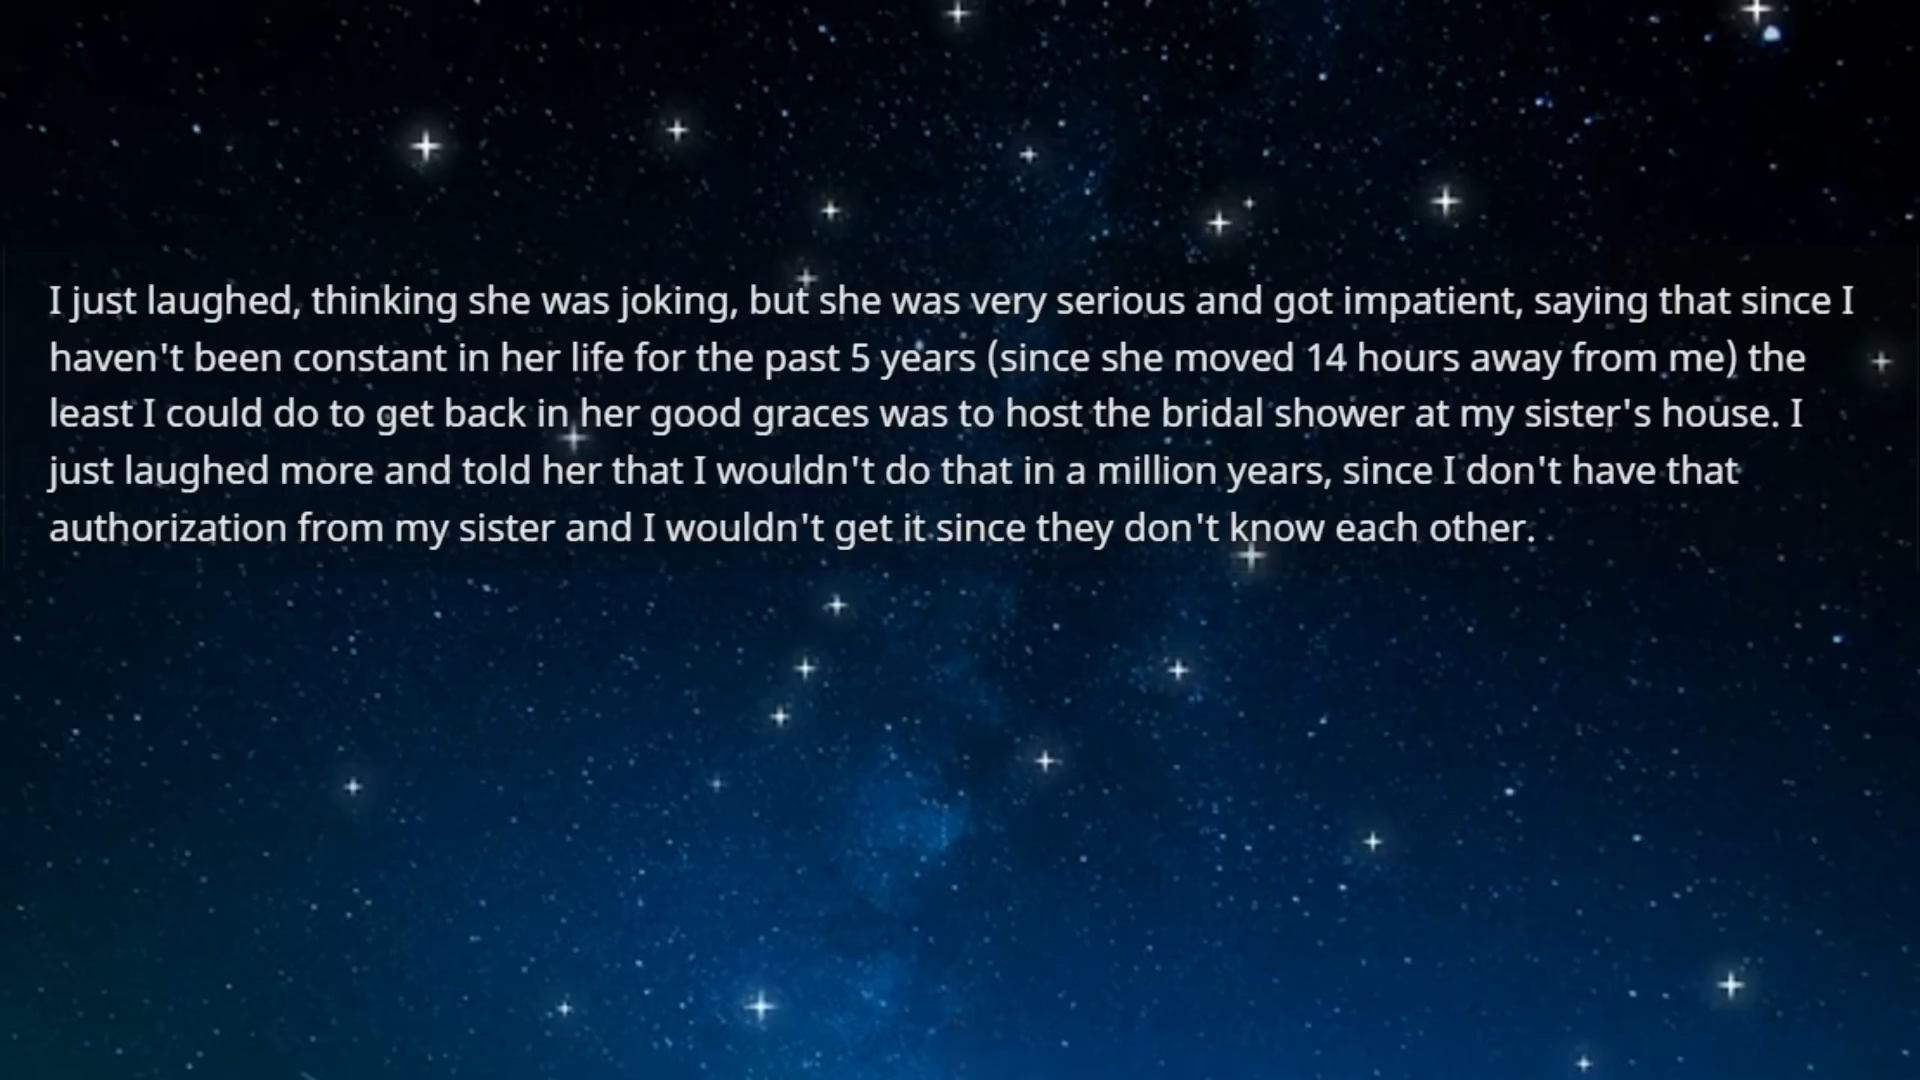 I just laughed, thinking she was joking, but she was very serious and got impatient, saying that since I
haven't been constant in her life for the past 5 years (since she moved 14 hours away from me) the
least I could do to get back in her good graces was to host the bridal shower at my sister's house. I
just laughed more and told her that I wouldn't do that in a million years, since I don't have that
authorization from my sister and I wouldn't get it since they don't know each other.